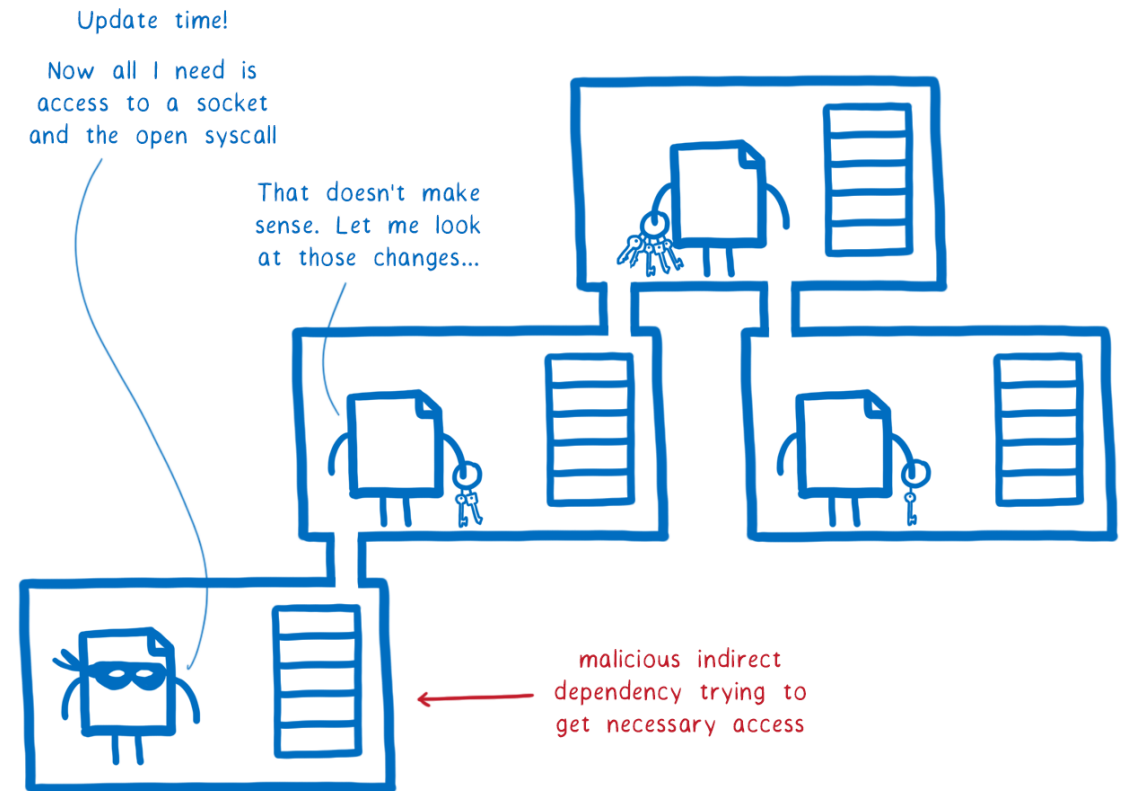 Update time!
Now all I need is
access to a socket
and the open syscall
That doesn't make
sense. Let me look
at those changes...
malicious indirect
dependency trying to
get necessary access